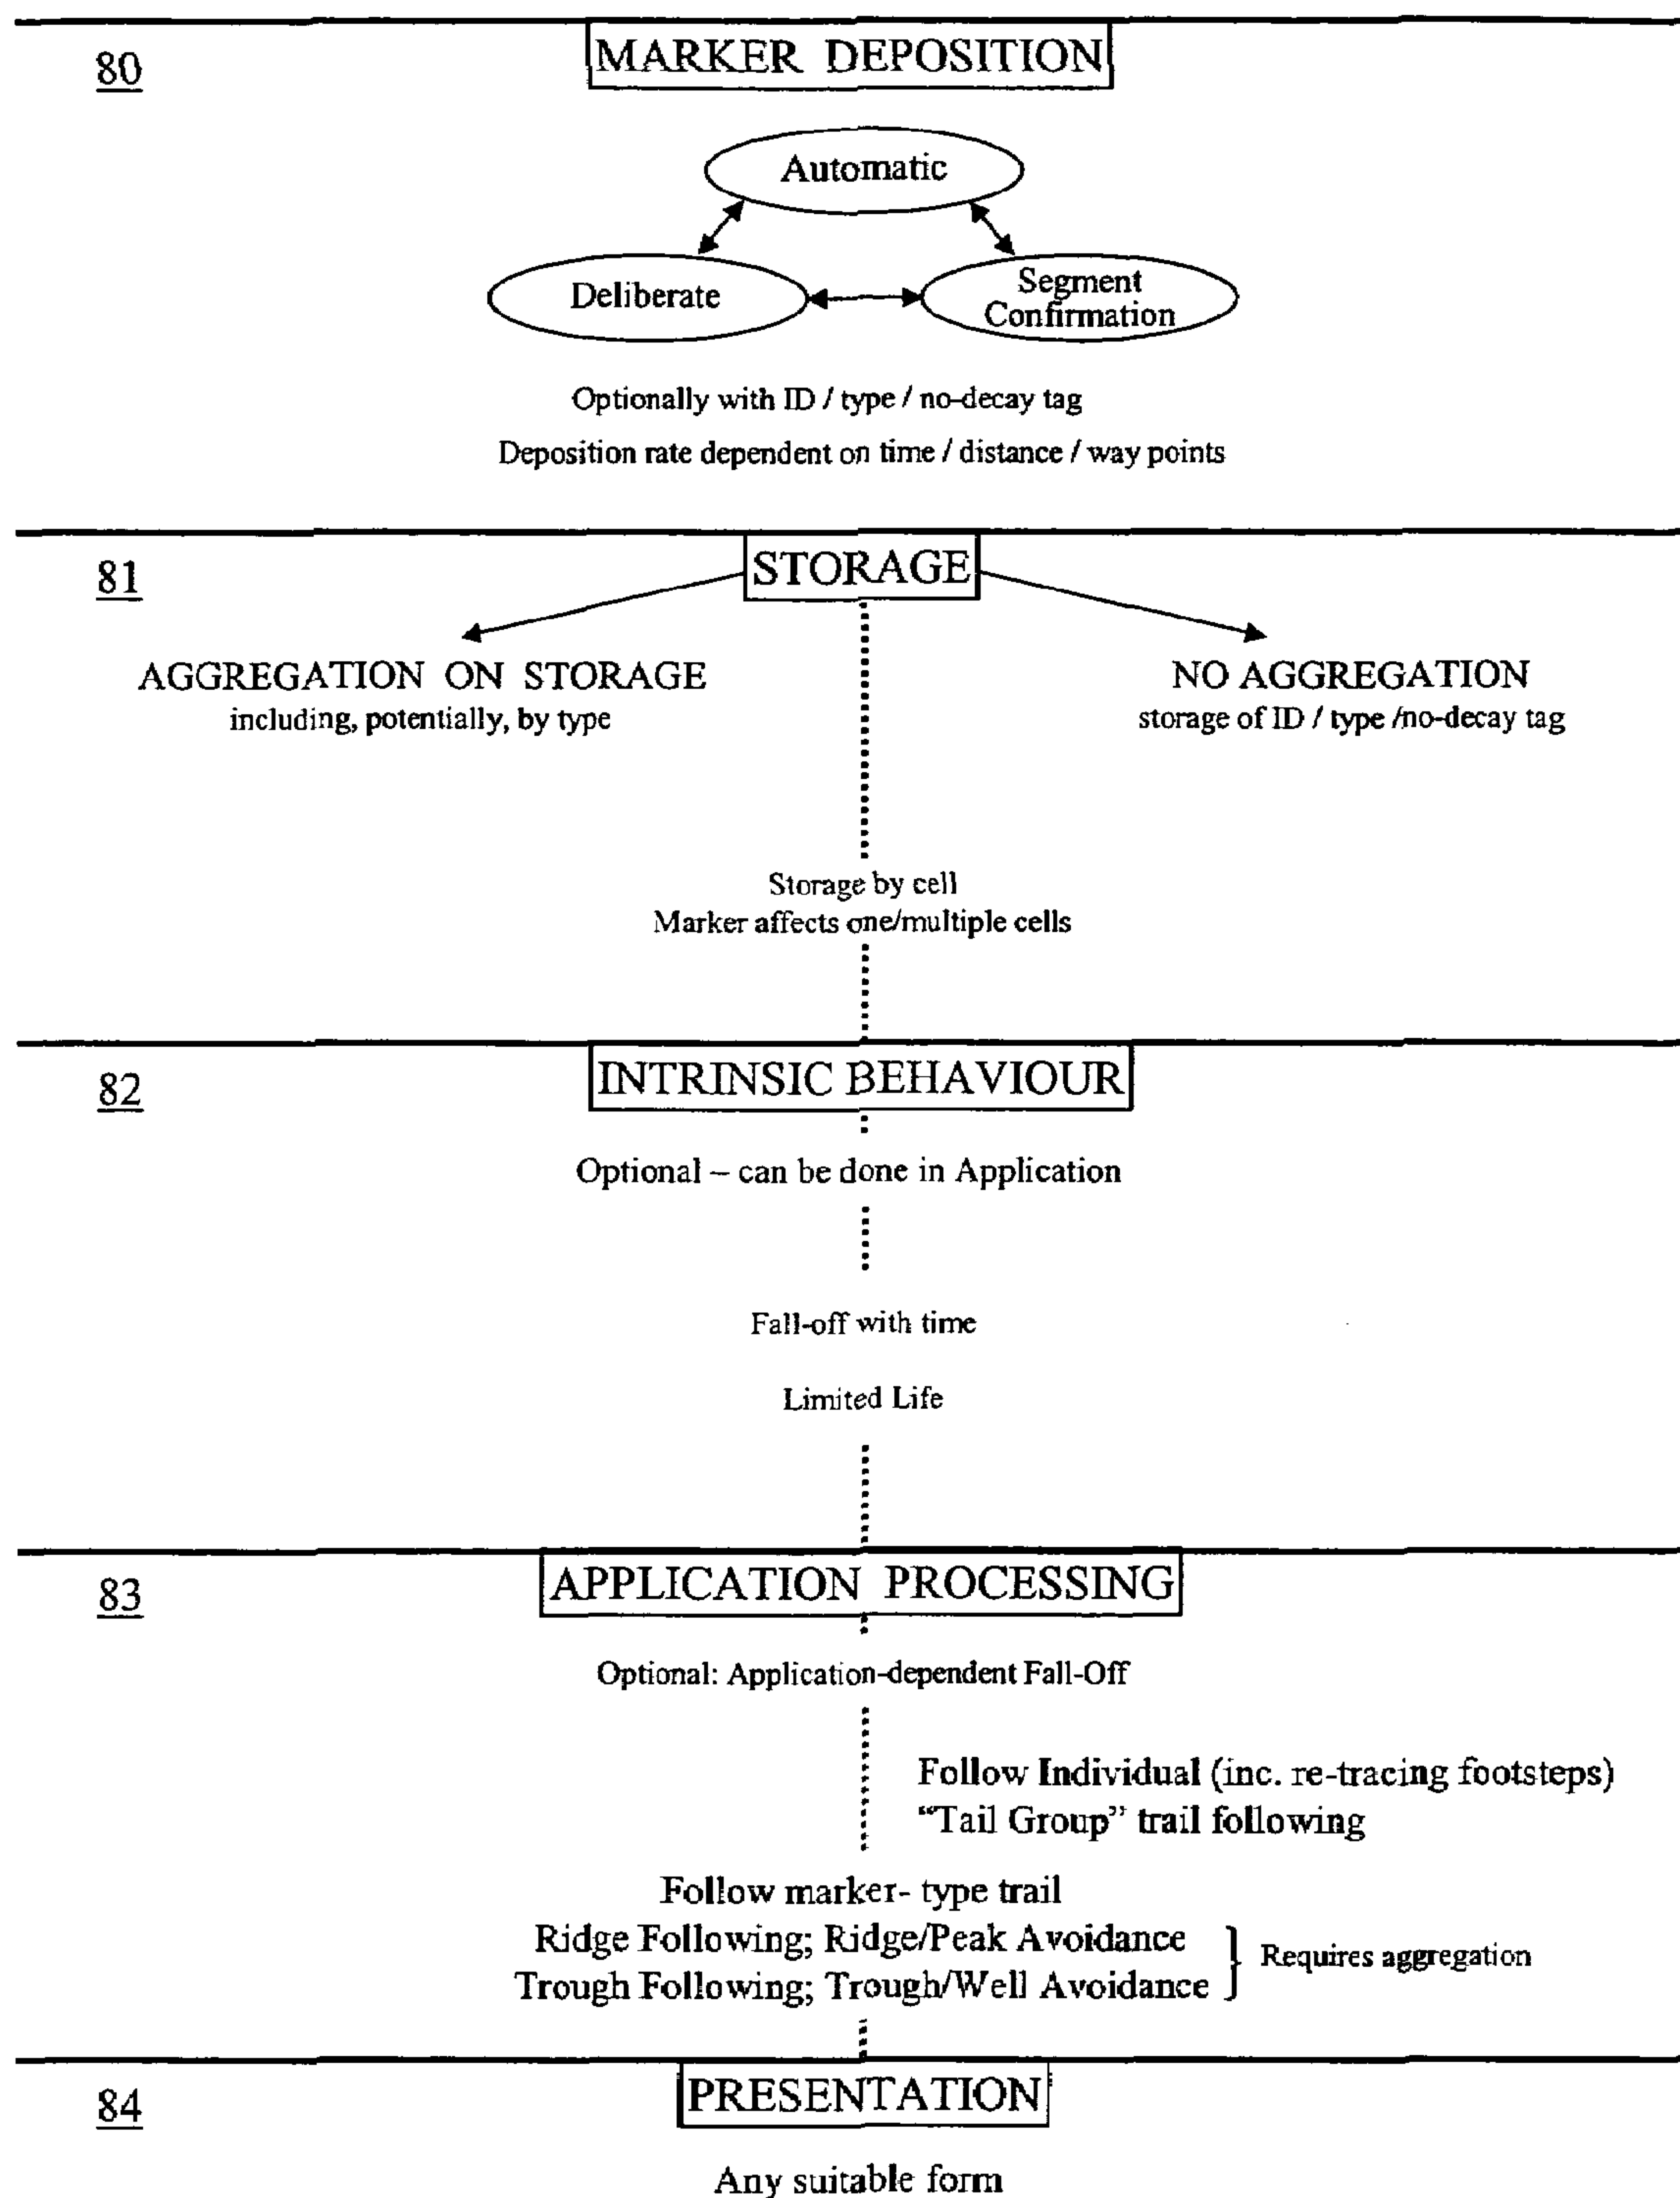 80
MARKER DEPOSITION
Automatic
Deliberate
Segment
Confirmation
Optionally with ID / type / no-decay tag
Deposition rate dependent on time / distance / way points
81
STORAGE
AGGREGATION ON STORAGE
including, potentially, by type
NO AGGREGATION
storage of ID / type /no-decay tag
Storage by cell
Marker affects one/multiple cells
82
INTRINSIC BEHAVIOUR
Optional – can be done in Application
Fall-off with time
Limited Life
83
APPLICATION PROCESSING
Optional: Application-dependent Fall-Off
Follow Individual (inc. re-tracing footsteps)
“Tail Group” trail following
Follow marker- type trail
Ridge Following; Ridge/Peak Avoidance
Trough Following; Trough/Well Avoidance
} Requires aggregation
84
PRESENTATION
Any suitable form